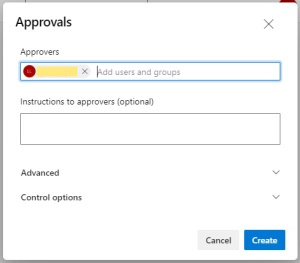 Approvals
Approvers
Add users and groups
Instructions to approvers (optional)
Advanced
Control options
Cancel
Create